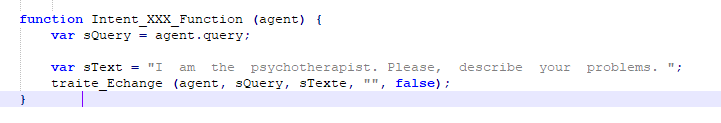 function Intent_XXX_Function (agent) {
var sQuery = agent.query;
var sText = "I am the psychotherapist. Please, describe your problems. ";
traite_Echange (agent, sQuery, sTexte, "", false);
}